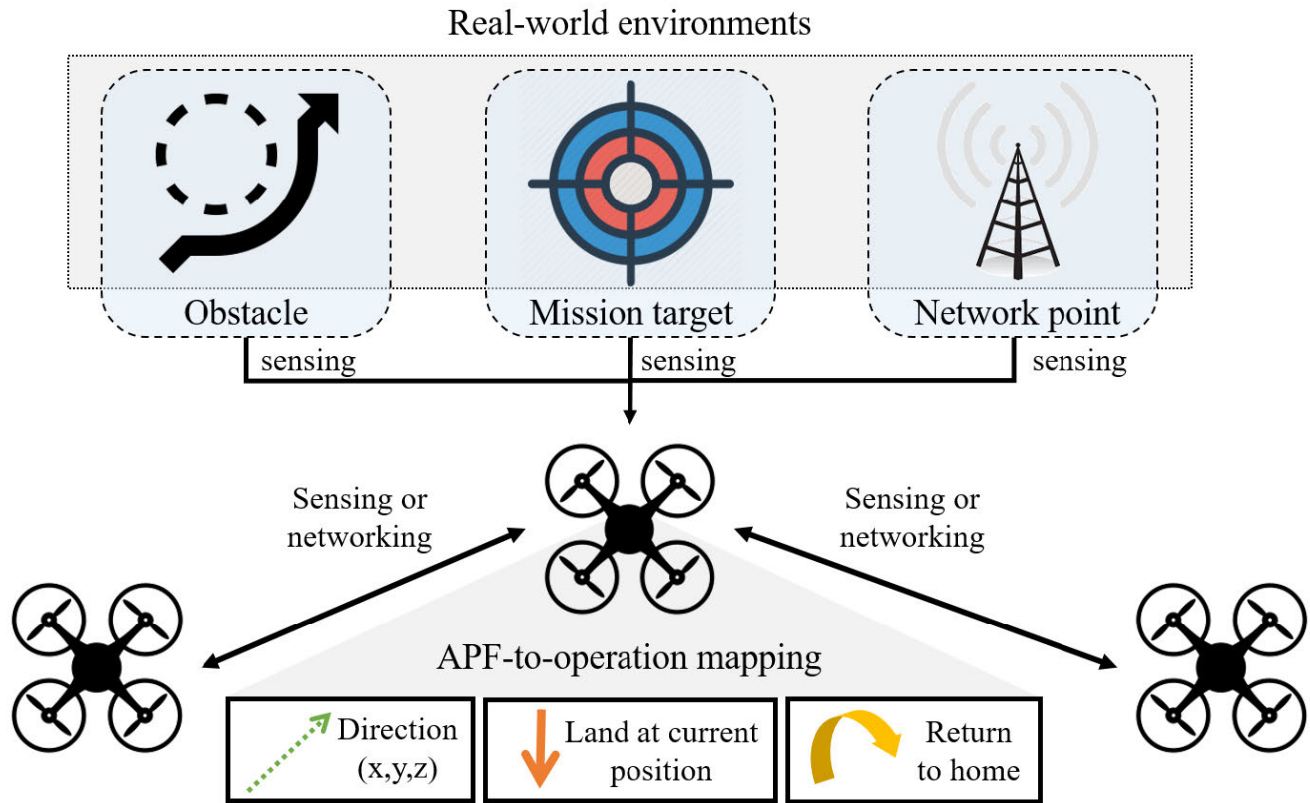 Real-world environments
Obstacle
Mission target
Network point
sensing
sensing
sensing
Sensing or
networking
Sensing or
networking
APF-to-operation mapping
Direction
(x,y,z)
Land at current
position
Return
to home